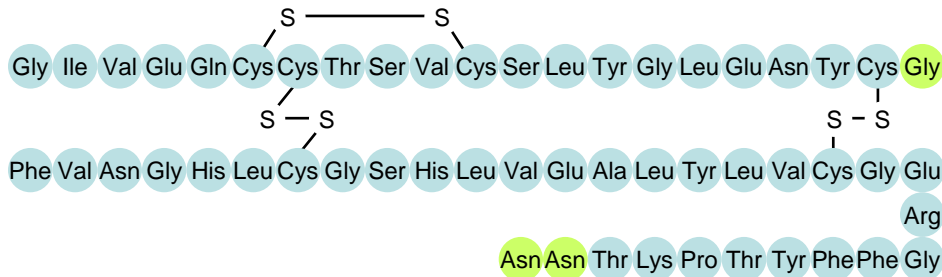 S S
Gly Ile Val Glu Gln Cys Cys Thr Ser Val Cys Ser Leu Tyr Gly Leu Glu Asn Tyr Cys Gly
S S S S
Phe Val Asn Gly His Leu Cys Gly Ser His Leu Val Glu Ala Leu Tyr Leu Val Cys Gly Glu
Arg
Asn Asn Thr Lys Pro Thr Tyr Phe Phe Gly